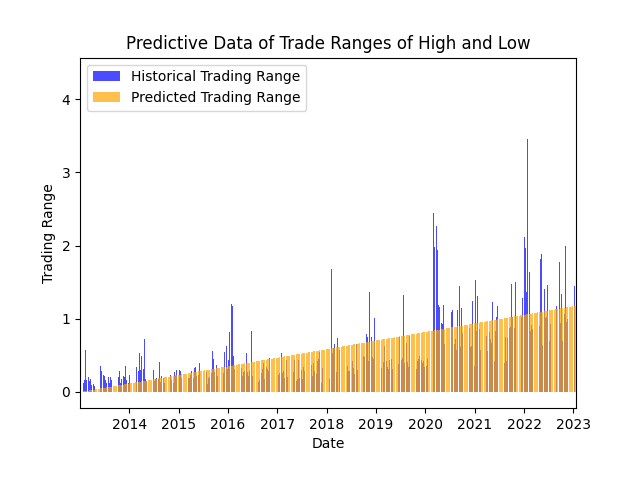 Predictive Data of Trade Ranges of High and Low
Historical Trading Range
Predicted Trading Range
Trading Range
4
3
2
1
0
2014 2015 2016 2017 2018 2019 2020 2021 2022 2023
Date